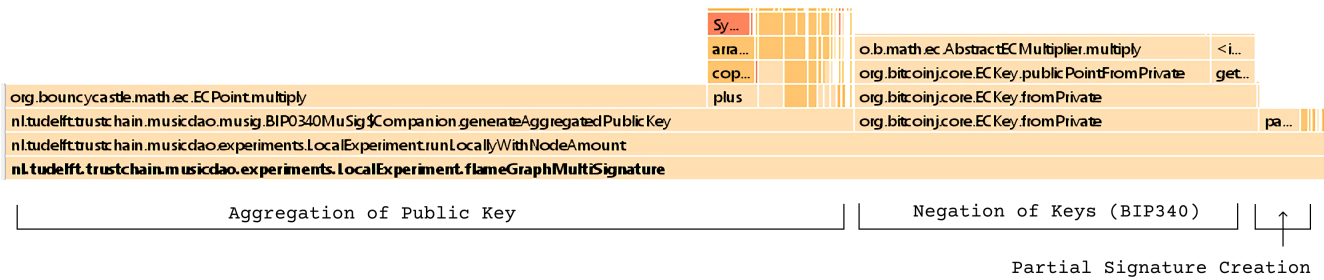 Sy...
arra... o.b.math.ec.AbstractECMultiplier.multiply <i...
cop... org.bitcoinj.core.ECKey.publicPointFromPrivate get...
org.bouncycastle.math.ec.ECPoint.multiply plus org.bitcoinj.core.ECKey.fromPrivate
nl.tudelft.trustchain.musicdao.musig.BIP0340MuSig$Companion.generateAggregatedPublicKey org.bitcoinj.core.ECKey.fromPrivate pa...
nl.tudelft.trustchain.musicdao.experiments.LocalExperiment.runLocallyWithNodeAmount
nl.tudelft.trustchain.musicdao.experiments.LocalExperiment.flameGraphMultiSignature
Aggregation of Public Key Negation of Keys (BIP340)
Partial Signature Creation